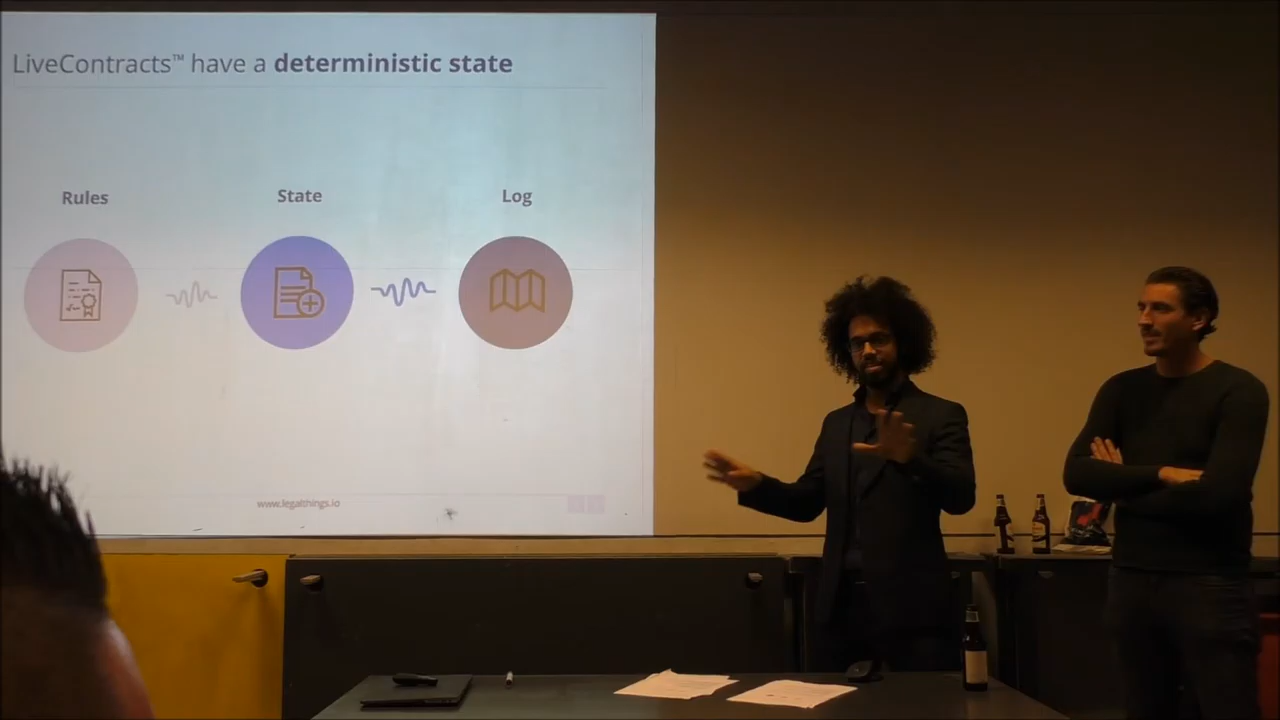 LiveContracts™ have a deterministic state
Rules
State
Log
www.legalthings.io